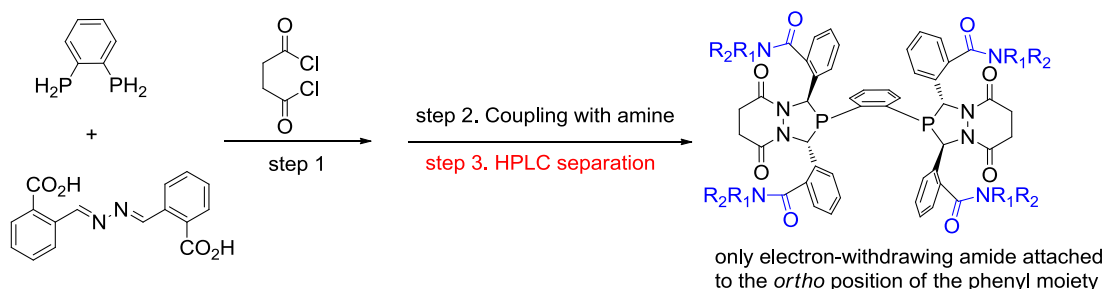 H2P
PH2
+
CO2H
N
N
CO2H
O
Cl
Cl
O
step 1
step 2. Coupling with amine
step 3. HPLC separation
R2R1N
O
O
N
N
P
O
R2R1N
O
O
NR1R2
O
P
N
N
O
NR1R2
O
only electron-withdrawing amide attached
to the ortho position of the phenyl moiety